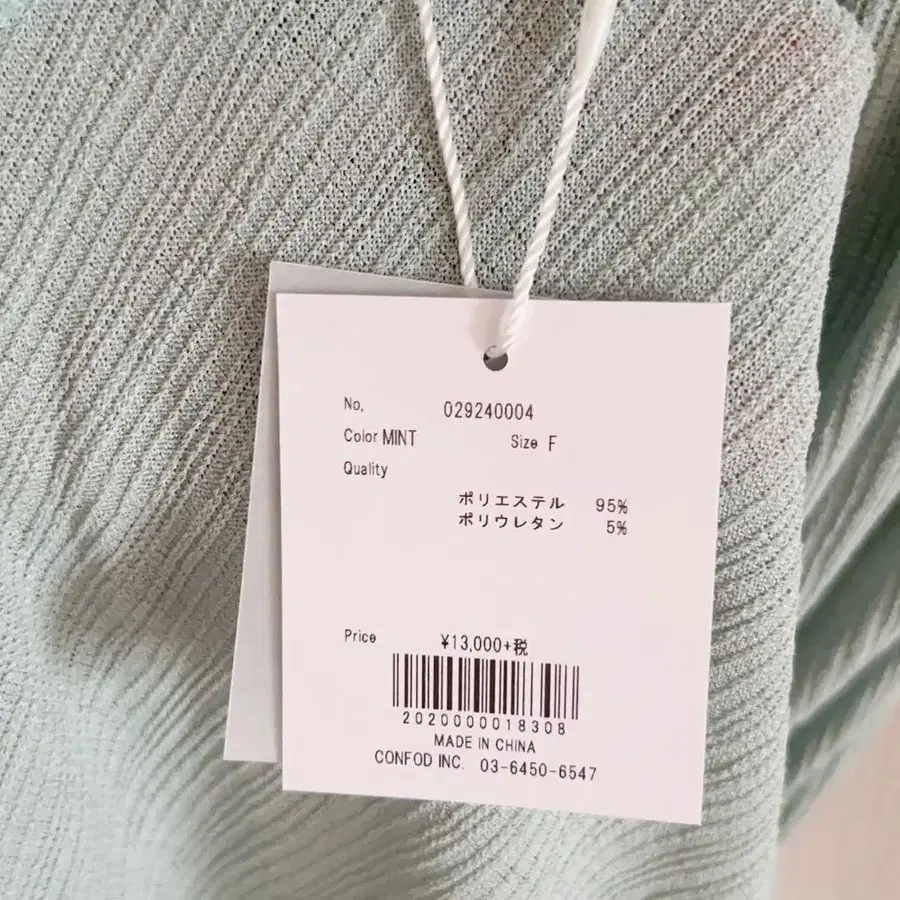 No. 029240004
Color MINT Size F
Quality
ポリエステル 95%
ポリウレタン 5%
Price ¥13,000+税
2020000018308
MADE IN CHINA
CONFOD INC. 03-6450-6547